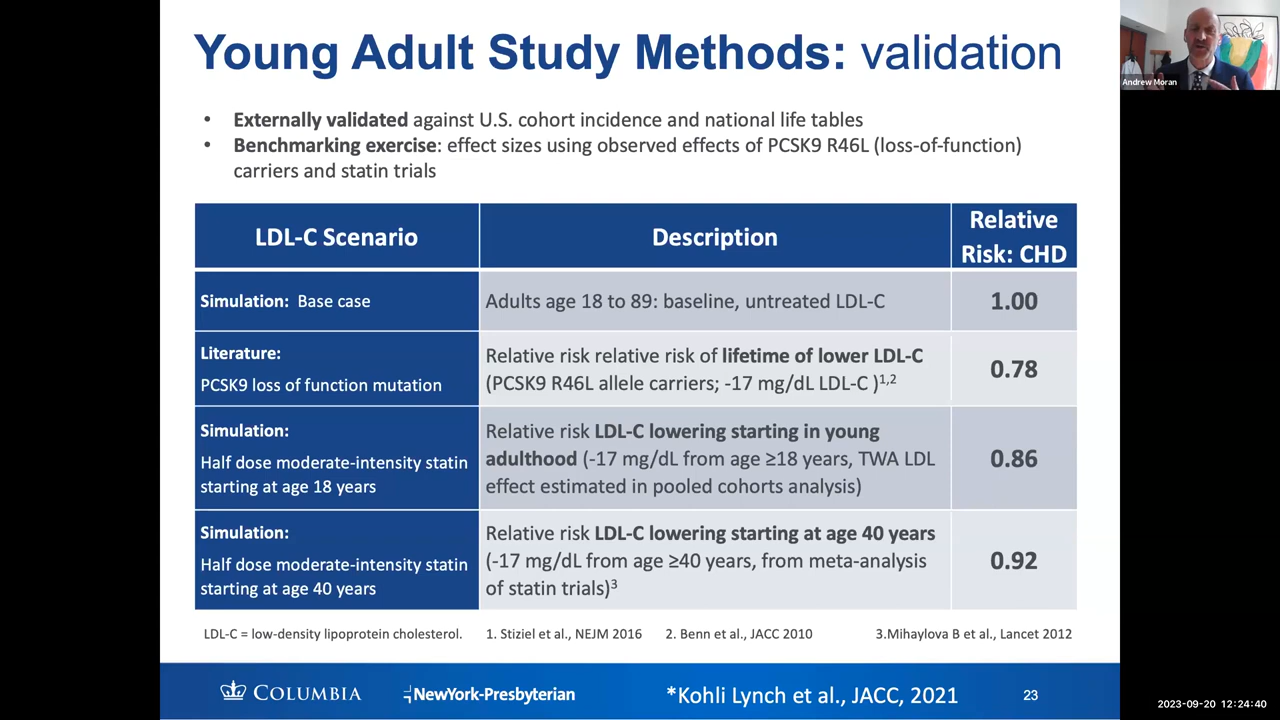 Young Adult Study Methods: validation
Andrew Moran
• Externally validated against U.S. cohort incidence and national life tables
• Benchmarking exercise: effect sizes using observed effects of PCSK9 R46L (loss-of-function)
carriers and statin trials
LDL-C Scenario
Description
Relative
Risk: CHD
Simulation: Base case
Adults age 18 to 89: baseline, untreated LDL-C
1.00
Literature:
PCSK9 loss of function mutation
Relative risk relative risk of lifetime of lower LDL-C
(PCSK9 R46L allele carriers; -17 mg/dL LDL-C )1,2
0.78
Simulation:
Half dose moderate-intensity statin
starting at age 18 years
Relative risk LDL-C lowering starting in young
adulthood (-17 mg/dL from age ≥18 years, TWA LDL
effect estimated in pooled cohorts analysis)
0.86
Simulation:
Half dose moderate-intensity statin
starting at age 40 years
Relative risk LDL-C lowering starting at age 40 years
(-17 mg/dL from age ≥40 years, from meta-analysis
of statin trials)3
0.92
LDL-C = low-density lipoprotein cholesterol. 1. Stiziel et al., NEJM 2016 2. Benn et al., JACC 2010 3.Mihaylova B et al., Lancet 2012
COLUMBIA
NewYork-Presbyterian
*Kohli Lynch et al., JACC, 2021
23
2023-09-20 12:24:40